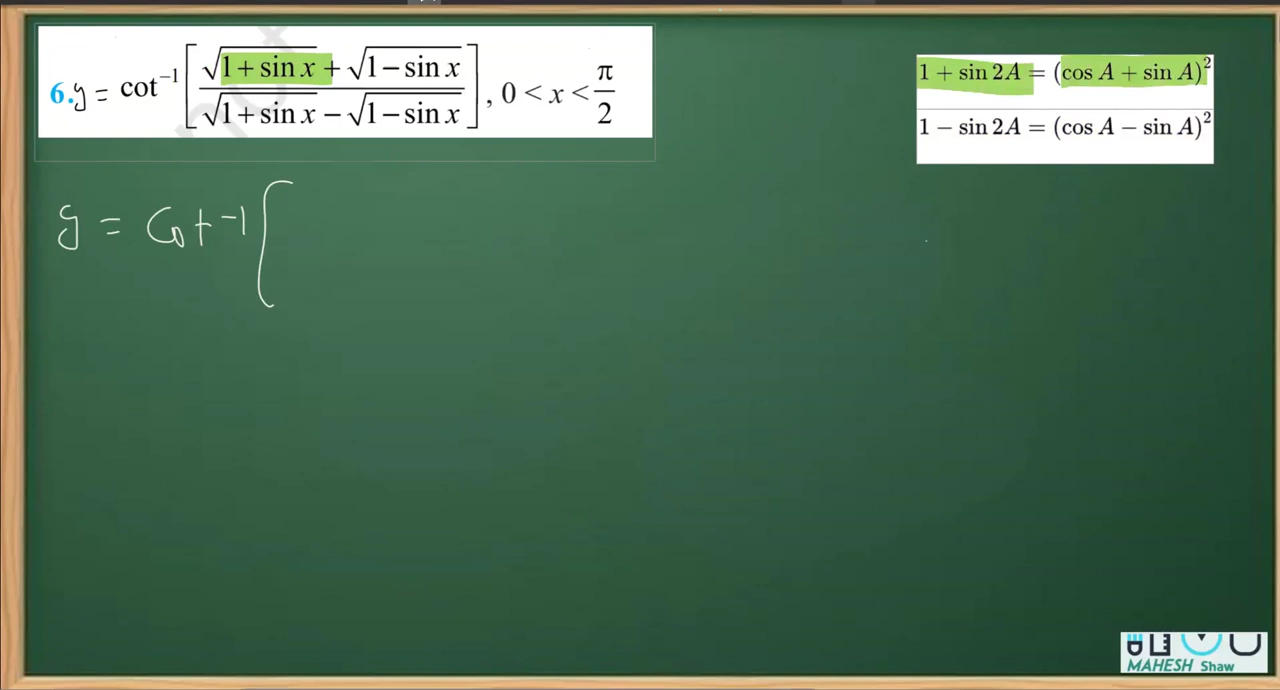 6. y = cot⁻¹ [ (√(1 + sin x) + √(1 − sin x)) / (√(1 + sin x) − √(1 − sin x)) ], 0 < x < π/2
1 + sin 2A = (cos A + sin A)²
1 − sin 2A = (cos A − sin A)²
y = Cot⁻¹ [
MAHESH Shaw